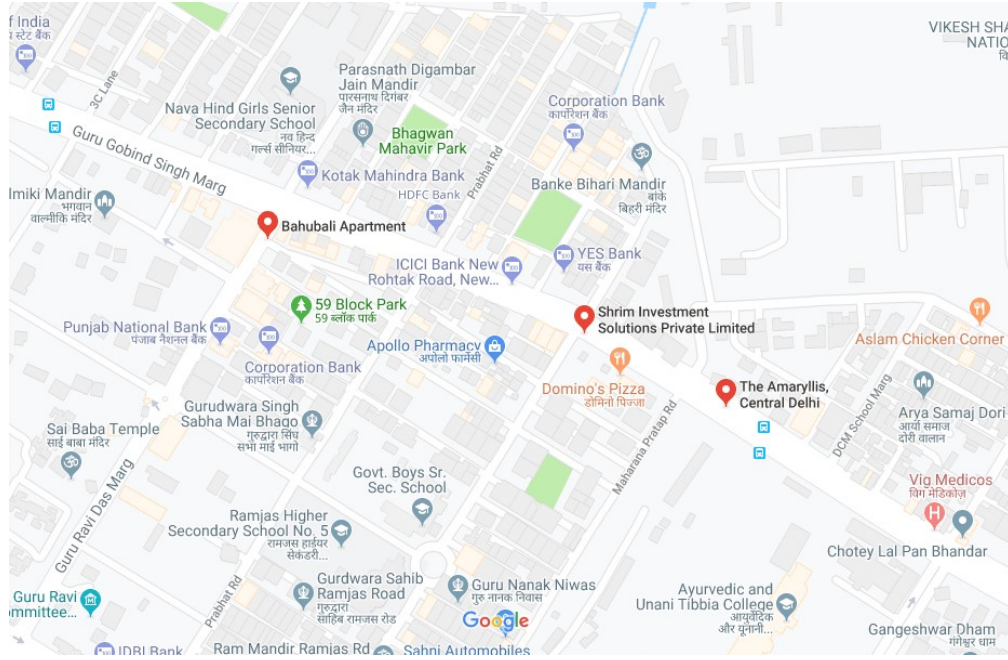 f India
य स्टेट बैंक
3C Lane
Guru Gobind Singh Marg
Nava Hind Girls Senior
Secondary School
नव हिन्द
गर्ल्स सीनियर...
Parasnath Digambar
Jain Mandir
पारसनाथ दिगंबर
जैन मंदिर
Bhagwan
Mahavir Park
Kotak Mahindra Bank
HDFC Bank
Prabhat Rd
Corporation Bank
कार्पोरेशन बैंक
Banke Bihari Mandir
बांके
बिहरी मंदिर
VIKESH SHA
NATIO
वि
lmiki Mandir
भगवान
वाल्मीकि मंदिर
Bahubali Apartment
ICICI Bank New
Rohtak Road, New...
YES Bank
यस बैंक
59 Block Park
59 ब्लॉक पार्क
Shrim Investment
Solutions Private Limited
Punjab National Bank
पंजाब नैशनल बैंक
Corporation Bank
कार्पोरेशन बैंक
Apollo Pharmacy
अपोलो फार्मेसी
Domino's Pizza
डोमिनो पिज्जा
Aslam Chicken Corner
The Amaryllis,
Central Delhi
Gurudwara Singh
Sabha Mai Bhago
गुरुद्वारा सिंघ
सभा माई भागो
Sai Baba Temple
साई बाबा मंदिर
Maharana Pratap Rd
DCM School Marg
Arya Samaj Dori
आर्या समाज
दोरी वालान
Govt. Boys Sr.
Sec. School
Vig Medicos
विग मेडिकोज़
Guru Ravi Das Marg
Ramjas Higher
Secondary School No. 5
रामजस हाईयर
सेकंडरी...
Chotey Lal Pan Bhandar
Prabhat Rd
Gurdwara Sahib
Ramjas Road
गुरुद्वारा
साहिब रामजस रोड
Guru Nanak Niwas
गुरु नानक निवास
Ayurvedic and
Unani Tibbia College
आयुर्वेदिक
और यूनानी...
Guru Ravi
ommittee...
Google
Gangeshwar Dham
गंगेश्वर धाम
IDBI Bank
Ram Mandir Ramjas Rd
Sahni Automobiles